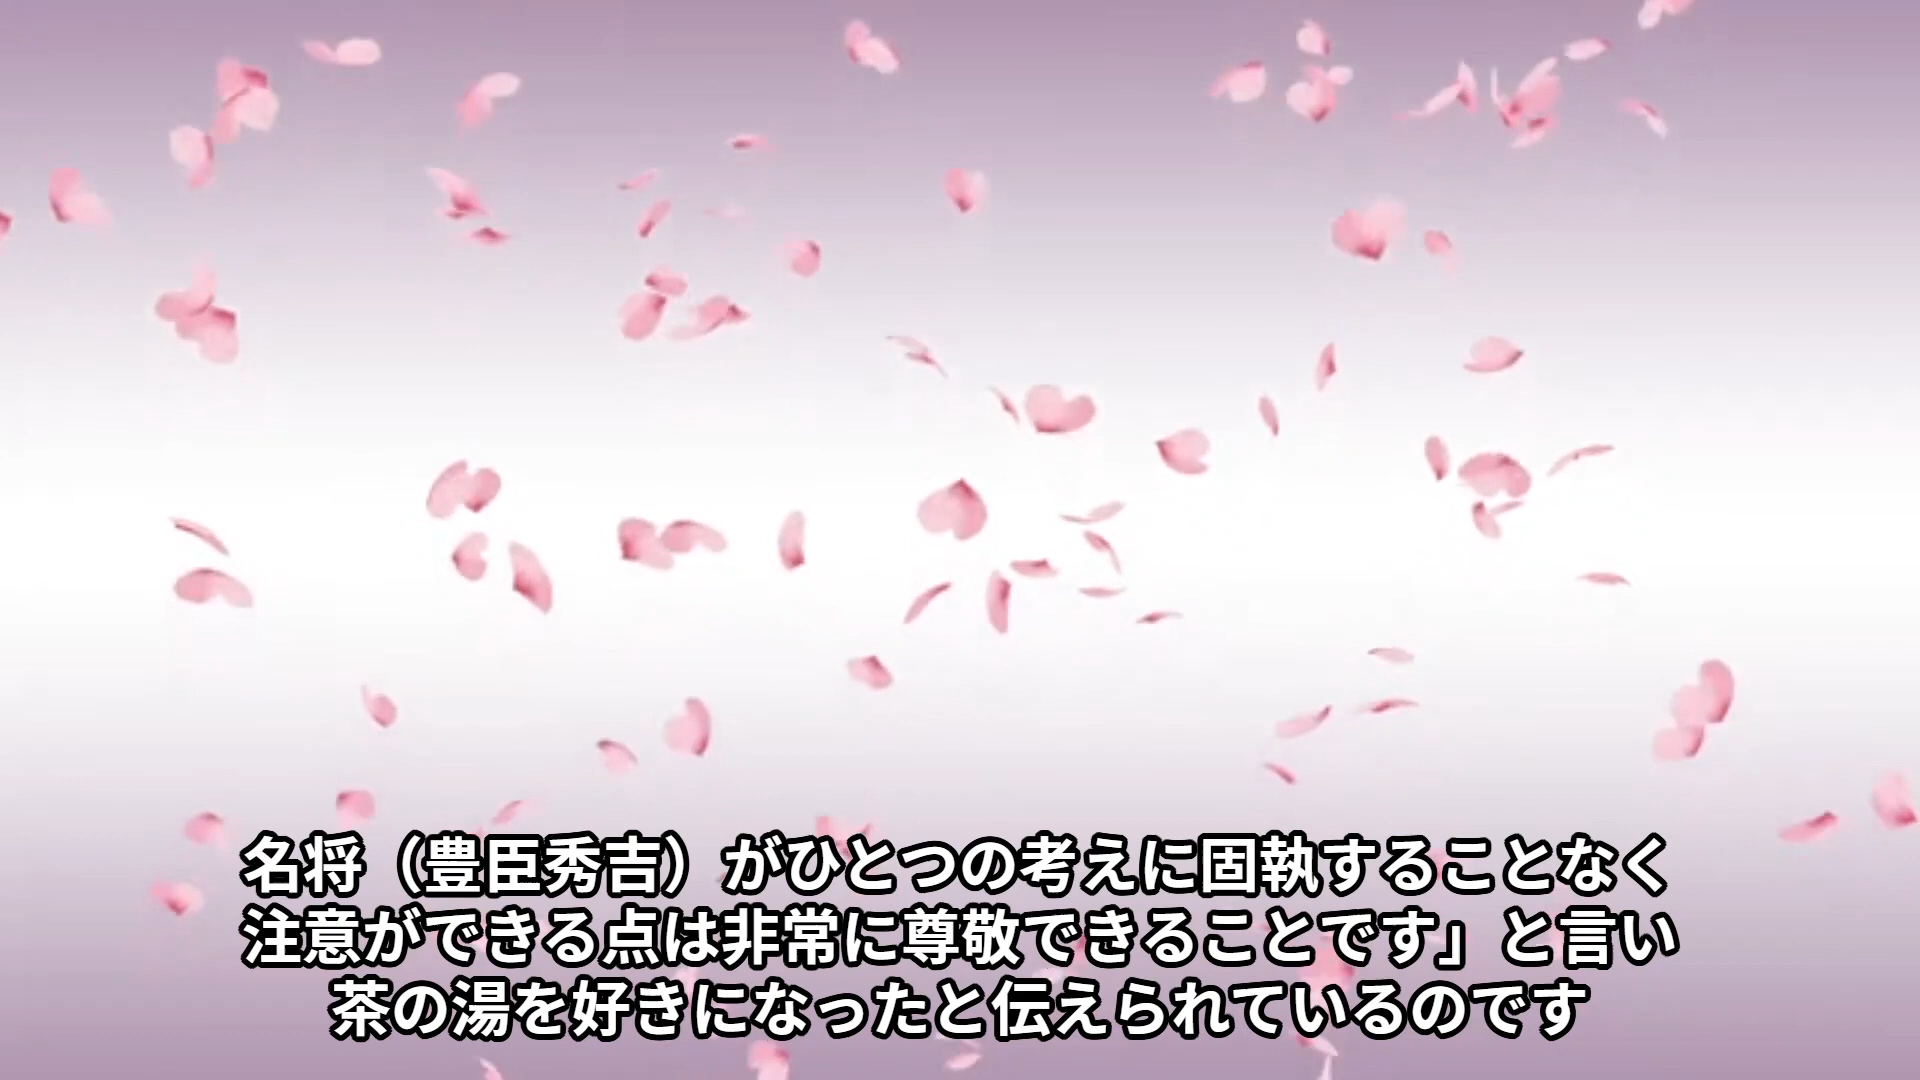 名将（豊臣秀吉）がひとつの考えに固執することなく
注意ができる点は非常に尊敬できることです」と言い
茶の湯を好きになったと伝えられているのです